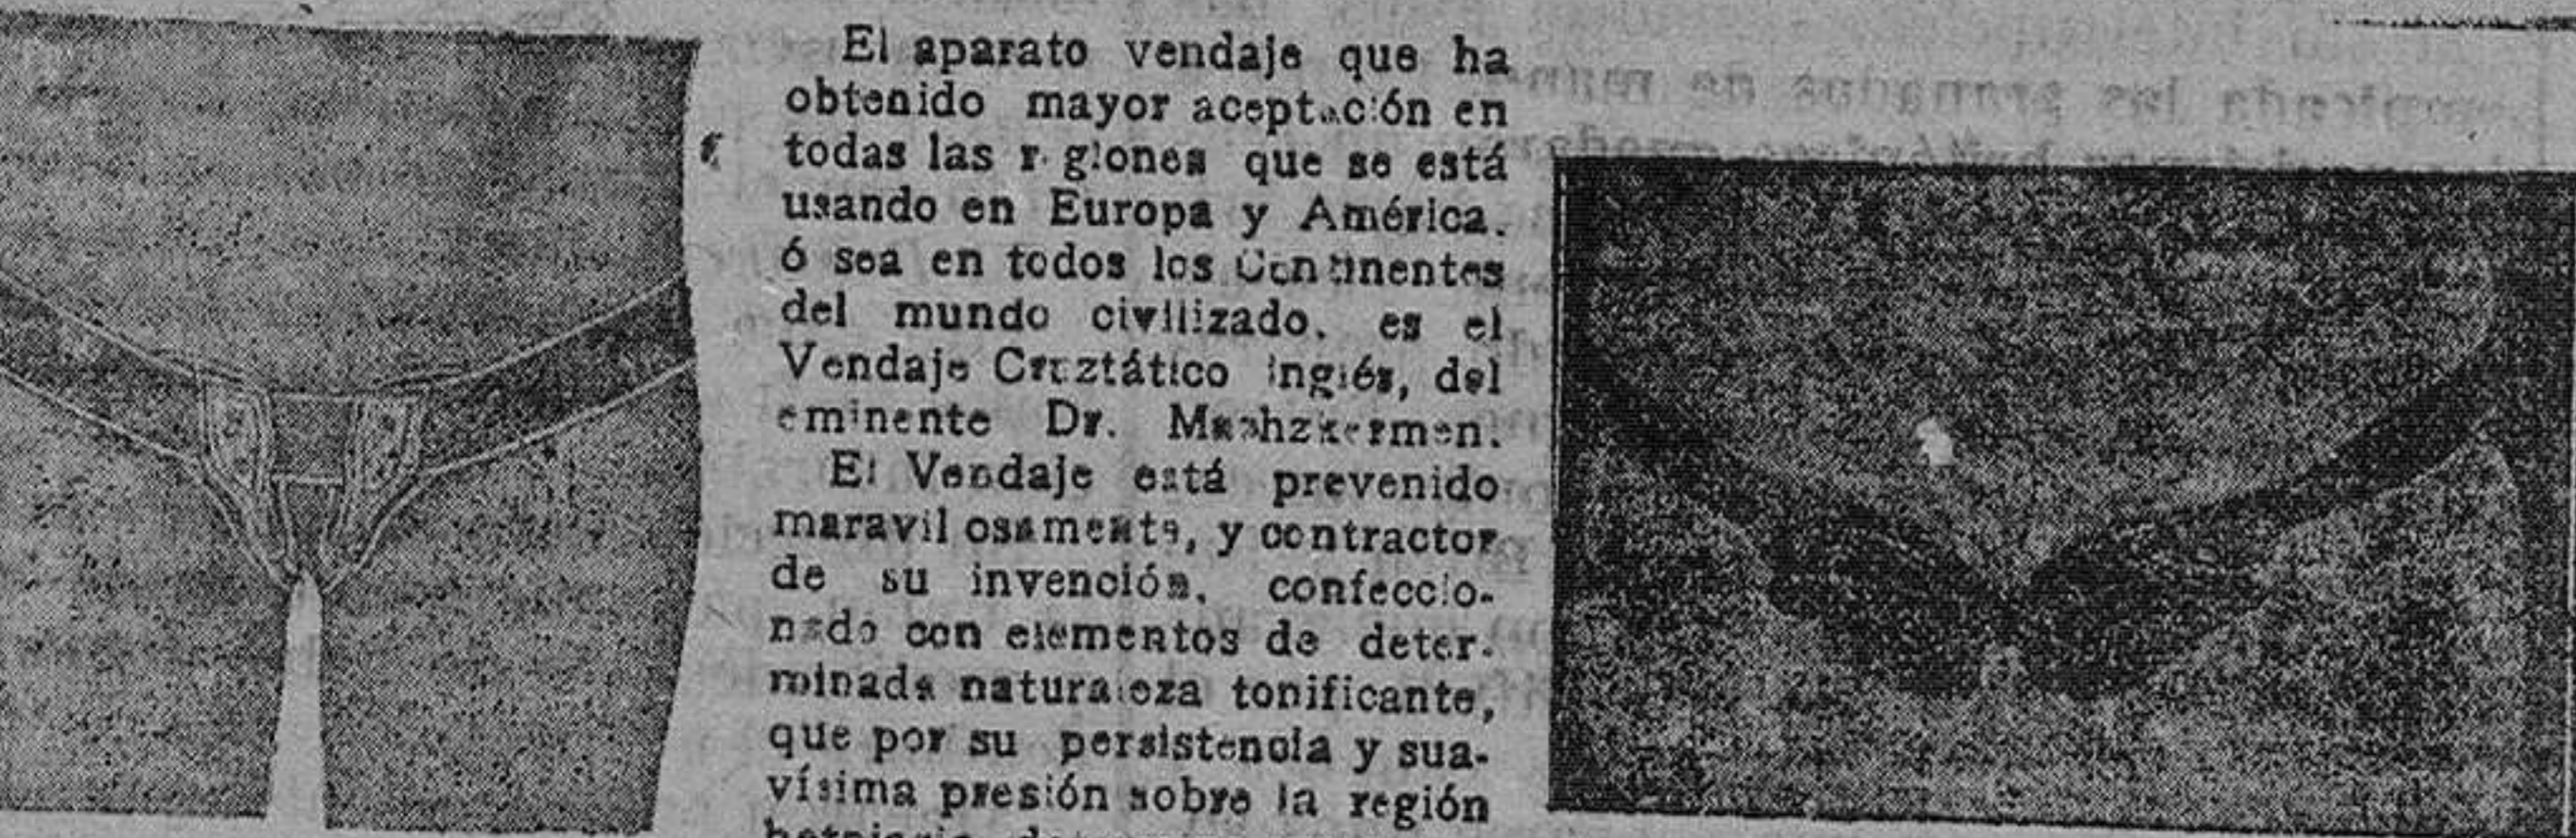 El aparato vendaje que ha
obtenido mayor aceptación en
todas las regiones que se está
usando en Europa y América.
ó sea en todos los Continentes
del mundo civilizado. es el
Vendaje inglés, del
eminente Dr.
El Vendaje está prevenido
maravillosamente, y contractor
de su invención, confeccio-
nado con elementos de deter-
minada naturaleza tonificante,
que por su persistencia y sua-
vísima presión sobre la región